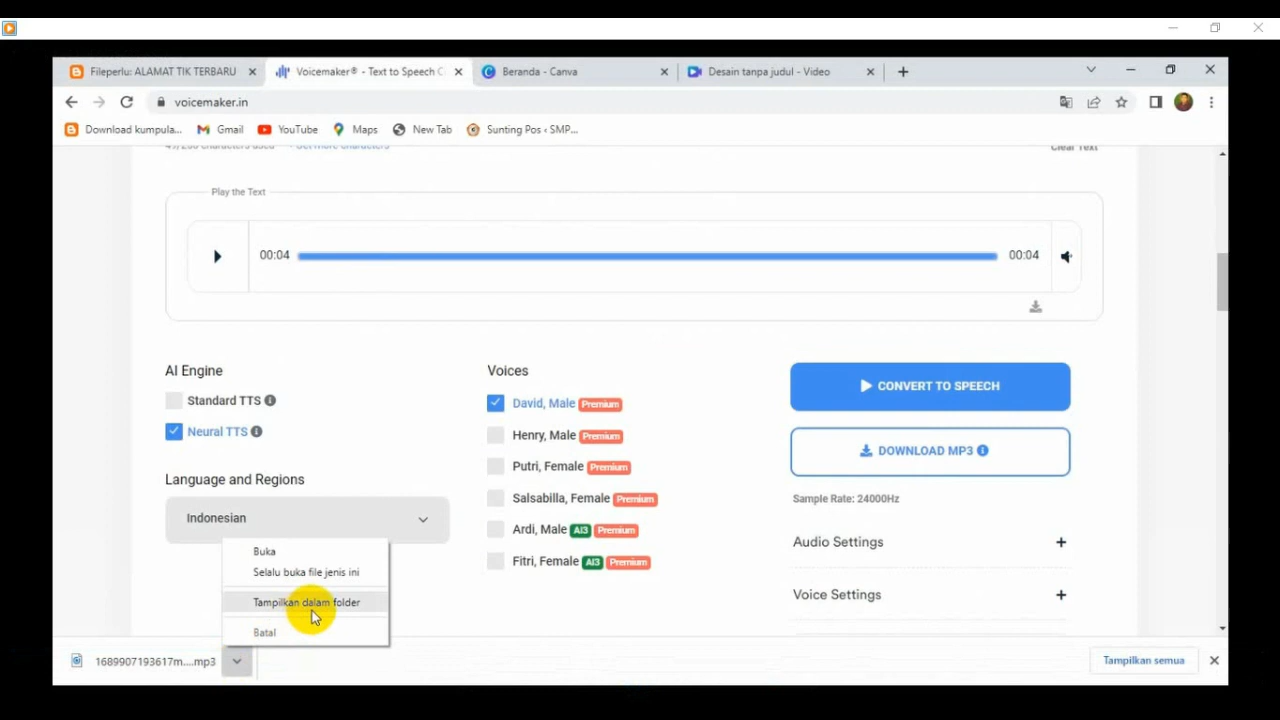 Fileperlu: ALAMAT TIK TERBARU
Voicemaker® - Text to Speech C
Beranda - Canva
Desain tanpa judul - Video
voicemaker.in
Download kumpula...
Gmail
YouTube
Maps
New Tab
Sunting Pos ‹ SMP...
Clear Text
Play the Text
00:04
00:04
AI Engine
Standard TTS
Neural TTS
Language and Regions
Indonesian
Voices
David, Male Premium
Henry, Male Premium
Putri, Female Premium
Salsabilla, Female Premium
Ardi, Male AI3 Premium
Fitri, Female AI3 Premium
CONVERT TO SPEECH
DOWNLOAD MP3
Sample Rate: 24000Hz
Audio Settings
Voice Settings
Buka
Selalu buka file jenis ini
Tampilkan dalam folder
Batal
1689907193617m....mp3
Tampilkan semua